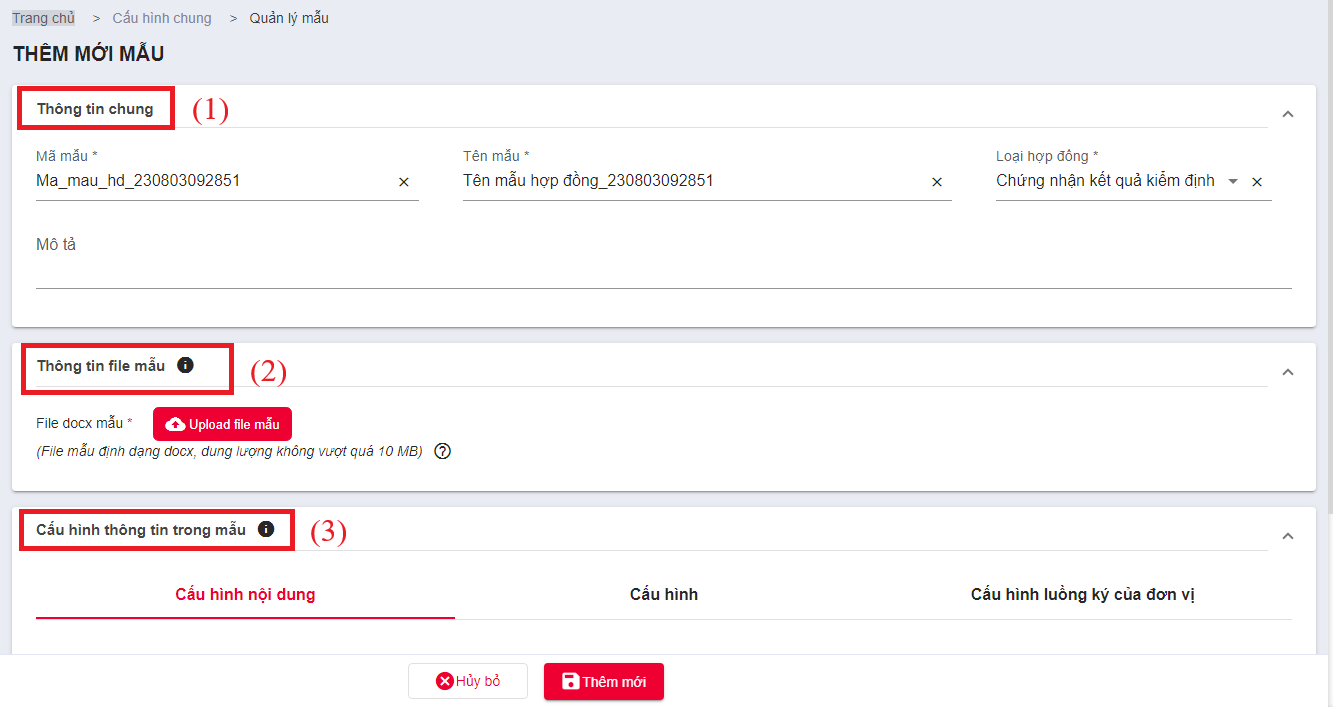 Trang chủ > Cấu hình chung > Quản lý mẫu
THÊM MỚI MẪU
Thông tin chung (1)
Mã mẫu * Tên mẫu * Loại hợp đồng *
Ma_mau_hd_230803092851 Tên mẫu hợp đồng_230803092851 Chứng nhận kết quả kiểm định
Mô tả
Thông tin file mẫu (2)
File docx mẫu * Upload file mẫu
(File mẫu định dạng docx, dung lượng không vượt quá 10 MB)
Cấu hình thông tin trong mẫu (3)
Cấu hình nội dung Cấu hình Cấu hình luồng ký của đơn vị
Hủy bỏ Thêm mới